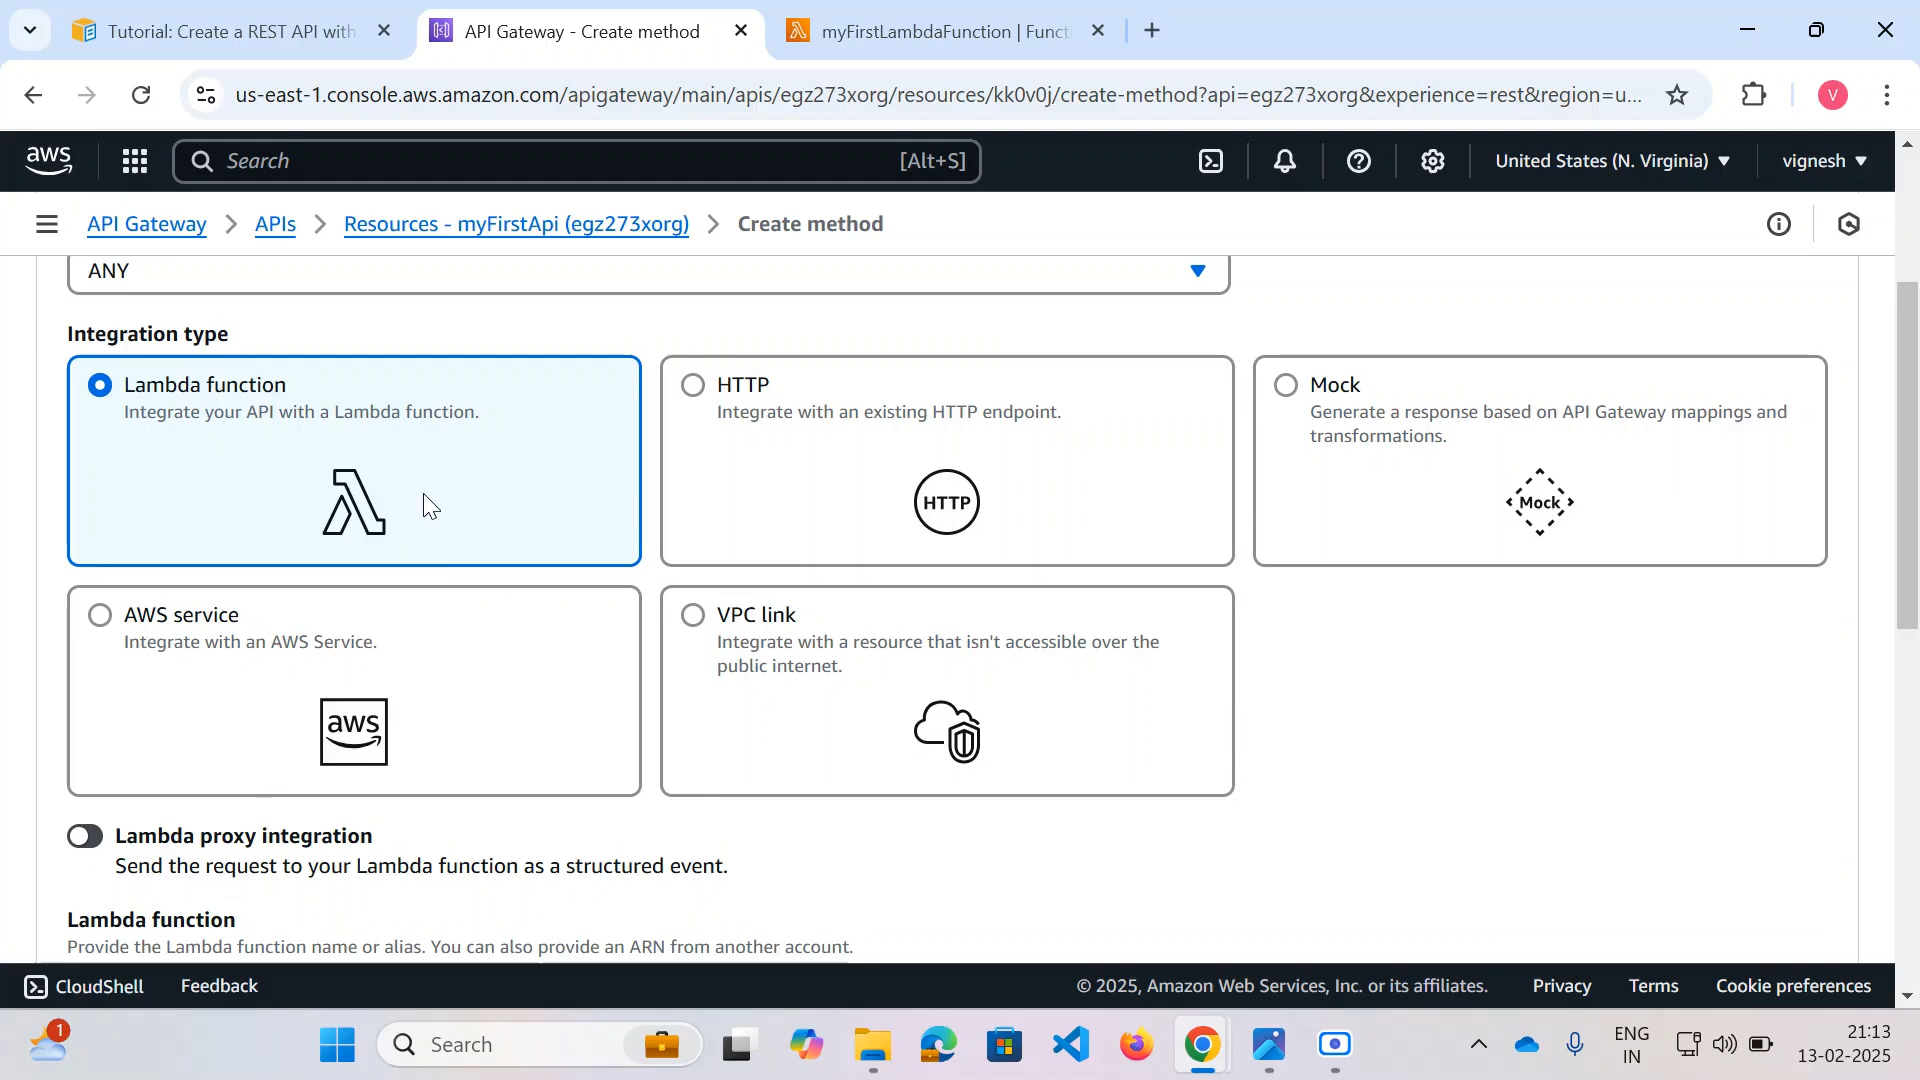 Tutorial: Create a REST API with
API Gateway - Create method
myFirstLambdaFunction | Functi
us-east-1.console.aws.amazon.com/apigateway/main/apis/egz273xorg/resources/kk0v0j/create-method?api=egz273xorg&experience=rest&region=u...
V
aws
Search
[Alt+S]
United States (N. Virginia)
vignesh
API Gateway
APIs
Resources - myFirstApi (egz273xorg)
Create method
ANY
Integration type
Lambda function
Integrate your API with a Lambda function.
HTTP
Integrate with an existing HTTP endpoint.
HTTP
Mock
Generate a response based on API Gateway mappings and
transformations.
Mock
AWS service
Integrate with an AWS Service.
aws
VPC link
Integrate with a resource that isn't accessible over the
public internet.
Lambda proxy integration
Send the request to your Lambda function as a structured event.
Lambda function
Provide the Lambda function name or alias. You can also provide an ARN from another account.
CloudShell
Feedback
© 2025, Amazon Web Services, Inc. or its affiliates.
Privacy
Terms
Cookie preferences
1
Search
ENG
IN
21:13
13-02-2025